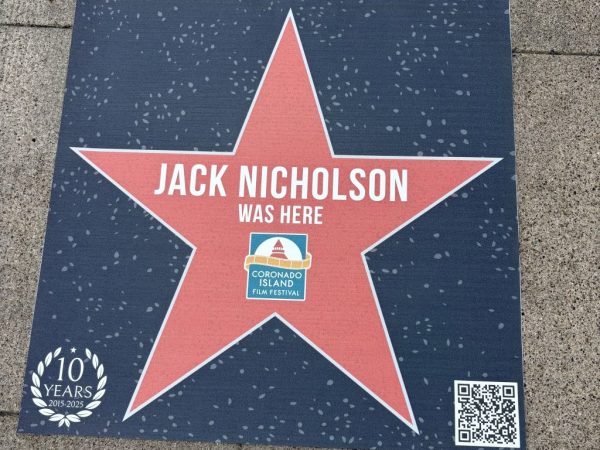 JACK NICHOLSON
WAS HERE
CORONADO
ISLAND
FILM FESTIVAL
10
YEARS
2015-2025